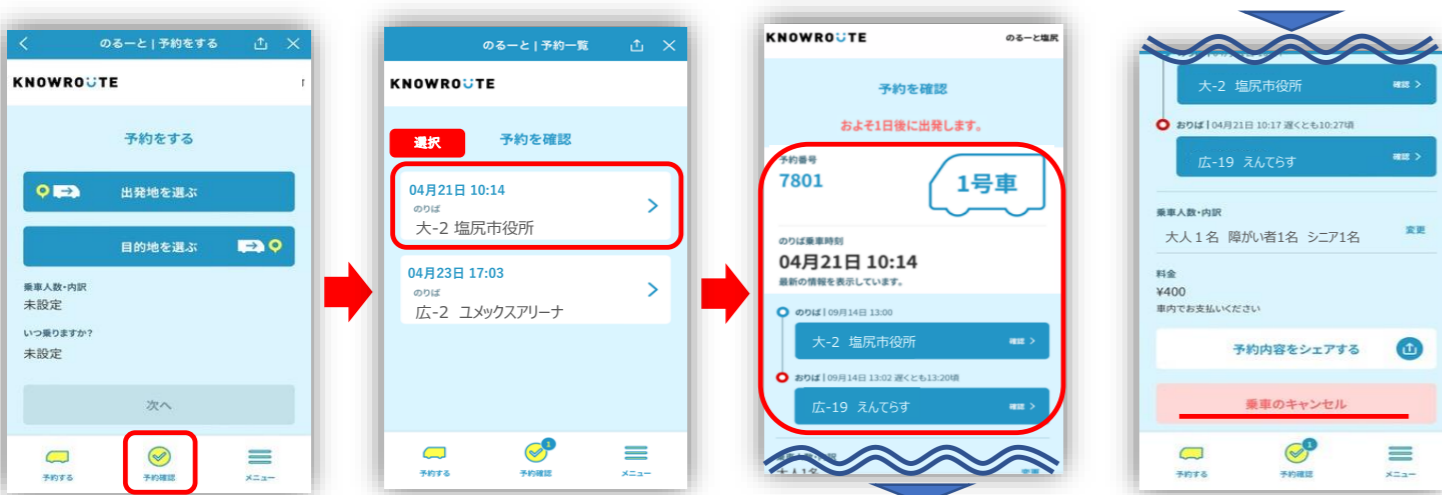 のるーと|予約をする
KNOWROUTE
予約をする
出発地を選ぶ
目的地を選ぶ
乗車人数・内訳
未設定
いつ乗りますか?
未設定
次へ
予約する
予約確認
メニュー
のるーと|予約一覧
KNOWROUTE
選択
予約を確認
04月21日 10:14
のりば
大-2 塩尻市役所
04月23日 17:03
のりば
広-2 ユメックスアリーナ
予約する
1
予約確認
メニュー
KNOWROUTE
のるーと塩尻
予約を確認
およそ1日後に出発します。
予約番号
7801
1号車
のりば乗車時刻
04月21日 10:14
最新の情報を表示しています。
のりば | 09月14日 13:00
大-2 塩尻市役所
確認 >
おりば | 09月14日 13:02 遅くとも13:20頃
広-19 えんてらす
確認 >
大人1名
変更
大-2 塩尻市役所
確認 >
おりば | 04月21日 10:17 遅くとも10:27頃
広-19 えんてらす
確認 >
乗車人数・内訳
大人1名 障がい者1名 シニア1名
変更
料金
¥400
車内でお支払いください
予約内容をシェアする
乗車のキャンセル
予約する
1
予約確認
メニュー